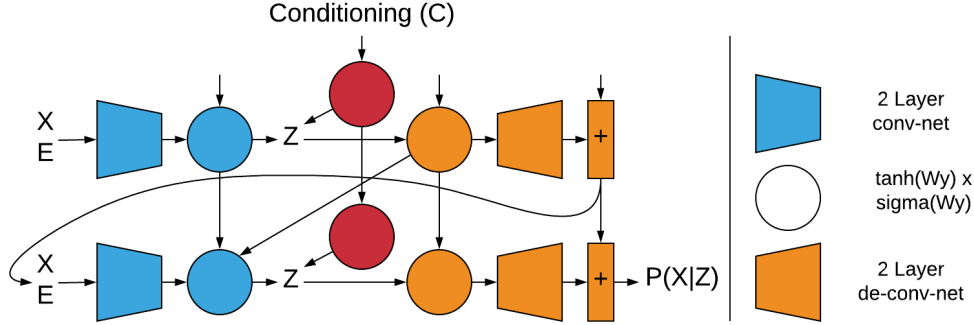 Conditioning (C)
X
E
Z
+
X
E
Z
+
P(X|Z)
2 Layer
conv-net
tanh(Wy) x
sigma(Wy)
2 Layer
de-conv-net